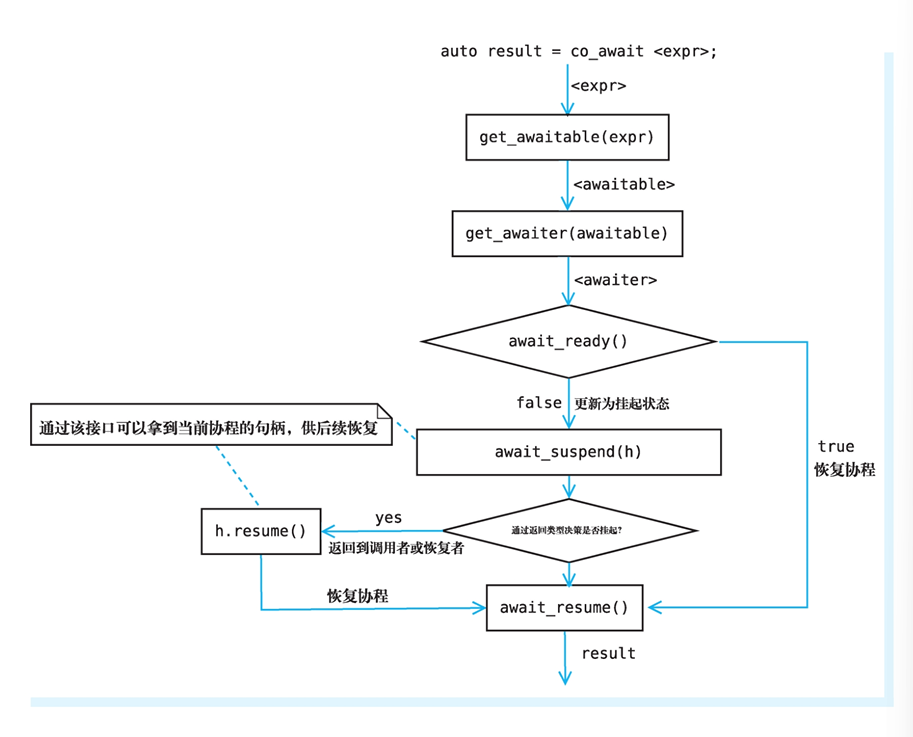 auto result = co_await <expr>;
<expr>
get_awaitable(expr)
<awaitable>
get_awaiter(awaitable)
<awaiter>
await_ready()
false 更新为挂起状态
通过该接口可以拿到当前协程的句柄，供后续恢复
await_suspend(h)
true
恢复协程
yes
h.resume()
通过返回类型决策是否挂起？
返回到调用者或恢复者
恢复协程
await_resume()
result